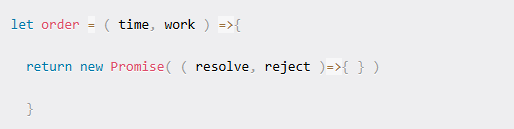 let order = ( time, work ) =>{
return new Promise( ( resolve, reject )=>{ } )
}